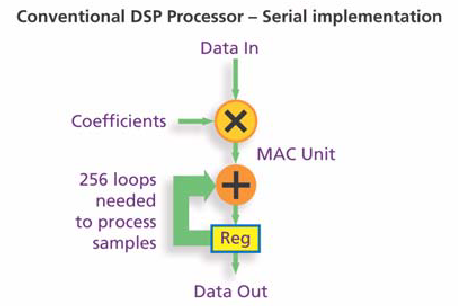 Conventional DSP Processor – Serial implementation
Data In
Coefficients
×
MAC Unit
256 loops
needed
to process
samples
+
Reg
Data Out